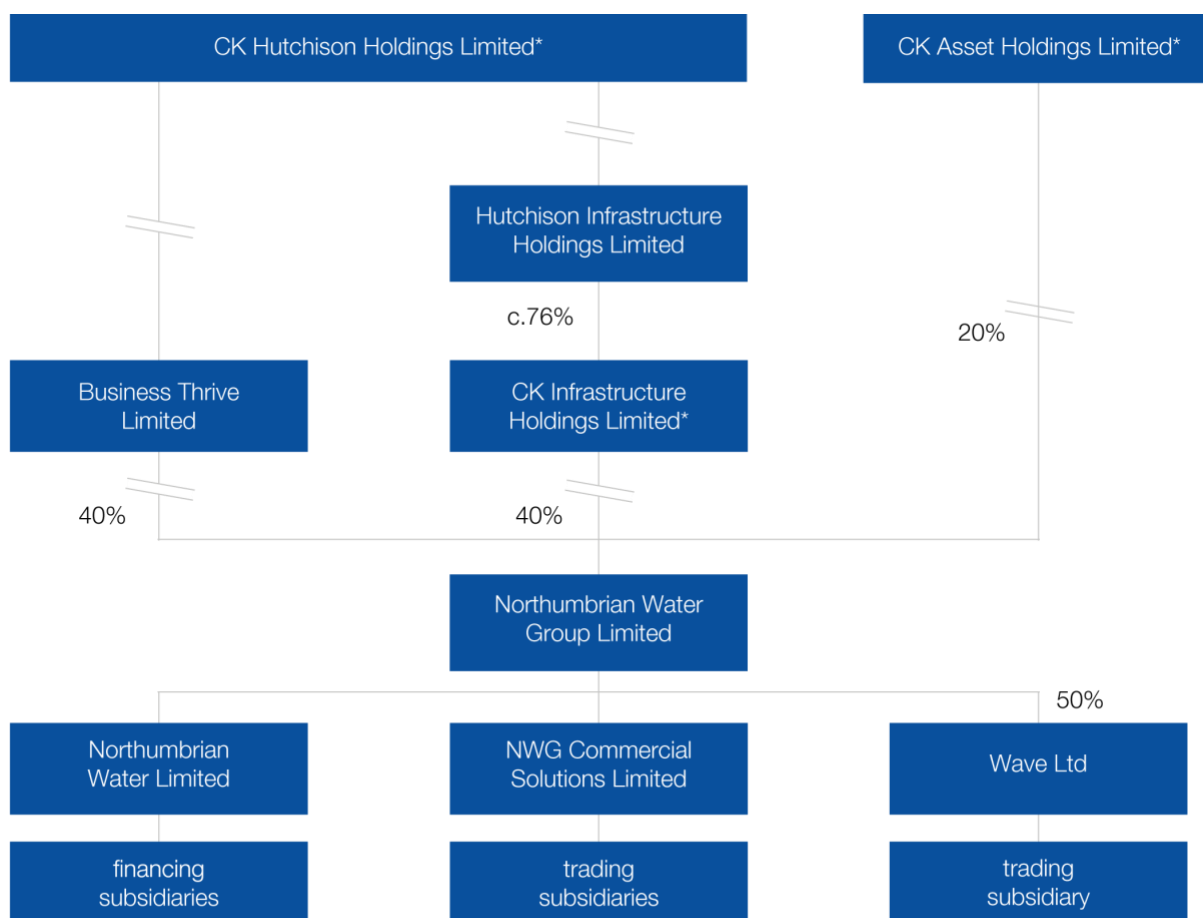 CK Hutchison Holdings Limited*
CK Asset Holdings Limited*
Hutchison Infrastructure
Holdings Limited
c.76%
20%
Business Thrive
Limited
CK Infrastructure
Holdings Limited*
40%
40%
Northumbrian Water
Group Limited
50%
Northumbrian
Water Limited
NWG Commercial
Solutions Limited
Wave Ltd
financing
subsidiaries
trading
subsidiaries
trading
subsidiary